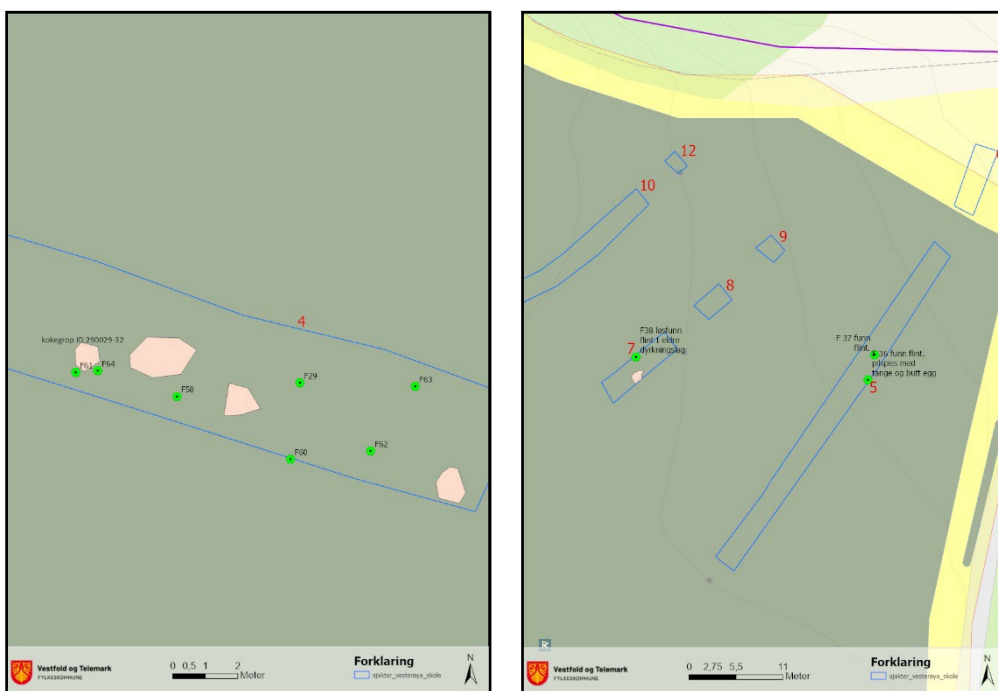 4
kokegrop ID.290029-32
F61
F64
F58
F29
F63
F60
F62
Vestfold og Telemark
FYLKESKOMMUNE
0 0,5 1 2
Meter
Forklaring
sjakter_vesterøya_skole
N
12
10
9
8
F38 løsfunn
flint I eldre
dyrkningslag
7
F 37 funn
flint.
F 36 funn flint.
pilspiss med
tange og butt egg
5
Vestfold og Telemark
FYLKESKOMMUNE
0 2,75 5,5 11
Meter
Forklaring
sjakter_vesterøya_skole
N